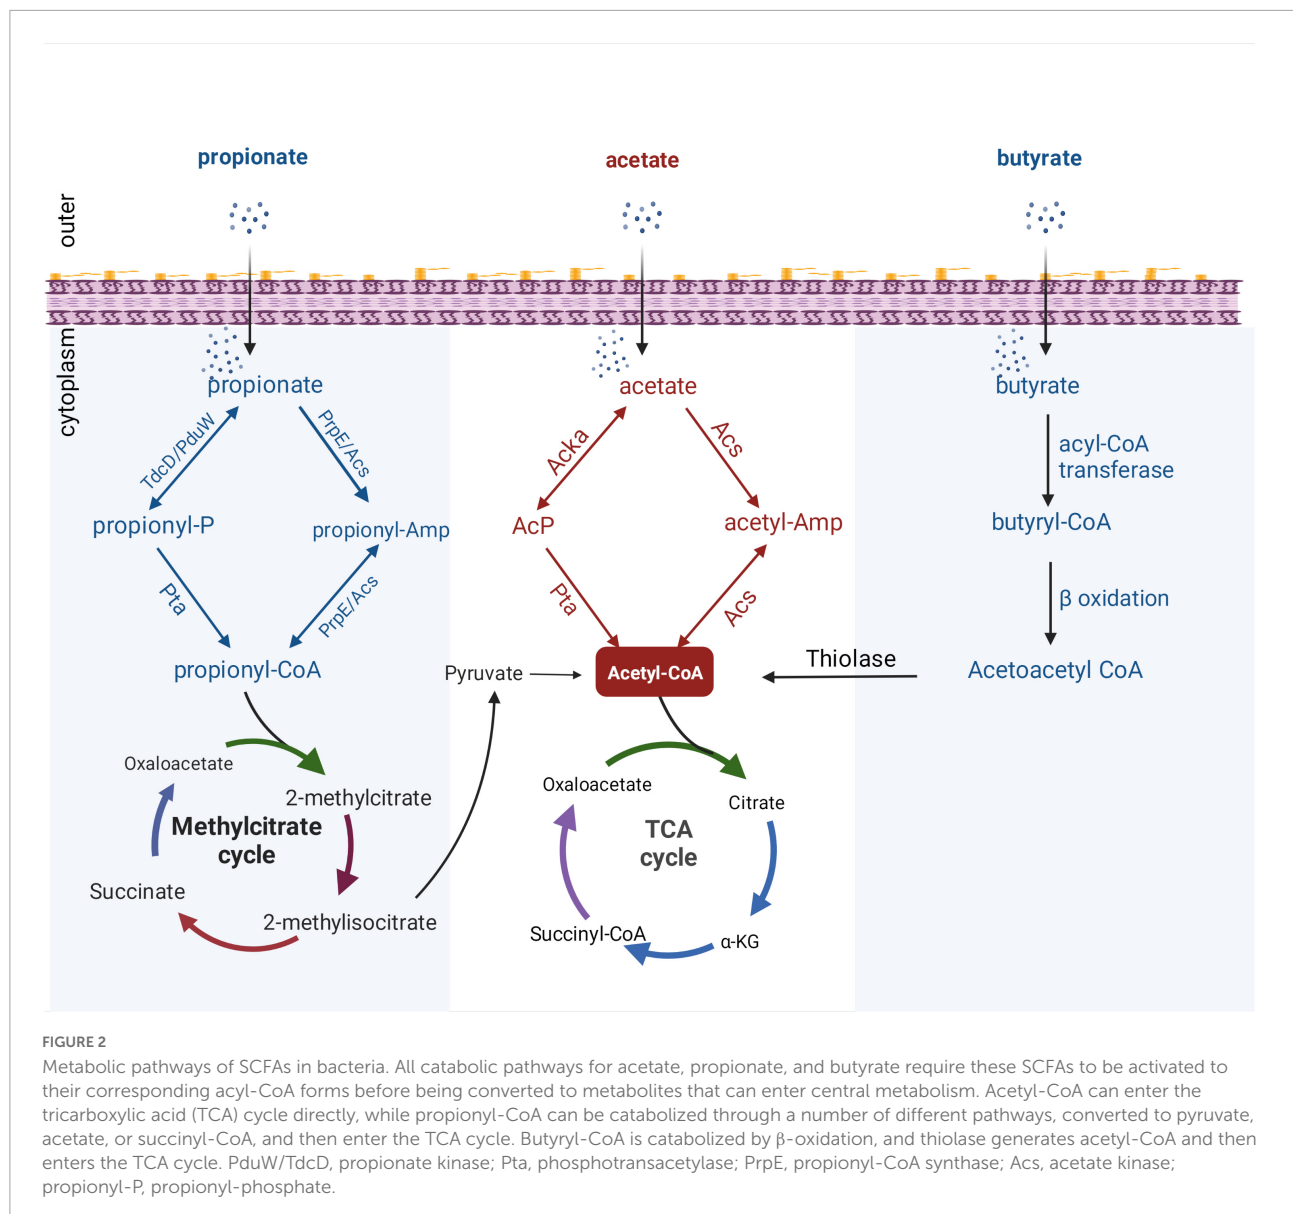 propionate
acetate
butyrate
outer
cytoplasm
propionate
acetate
butyrate
TdcD/PduW
PrpE/Acs
Acka
Acs
acyl-CoA
transferase
propionyl-P
propionyl-Amp
AcP
acetyl-Amp
butyryl-CoA
Pta
PrpE/Acs
Pta
Acs
β oxidation
propionyl-CoA
Pyruvate
Acetyl-CoA
Thiolase
Acetoacetyl CoA
Oxaloacetate
2-methylcitrate
Methylcitrate
cycle
Succinate
2-methylisocitrate
Oxaloacetate
Citrate
TCA
cycle
Succinyl-CoA
α-KG
FIGURE 2
Metabolic pathways of SCFAs in bacteria. All catabolic pathways for acetate, propionate, and butyrate require these SCFAs to be activated to
their corresponding acyl-CoA forms before being converted to metabolites that can enter central metabolism. Acetyl-CoA can enter the
tricarboxylic acid (TCA) cycle directly, while propionyl-CoA can be catabolized through a number of different pathways, converted to pyruvate,
acetate, or succinyl-CoA, and then enter the TCA cycle. Butyryl-CoA is catabolized by β-oxidation, and thiolase generates acetyl-CoA and then
enters the TCA cycle. PduW/TdcD, propionate kinase; Pta, phosphotransacetylase; PrpE, propionyl-CoA synthase; Acs, acetate kinase;
propionyl-P, propionyl-phosphate.